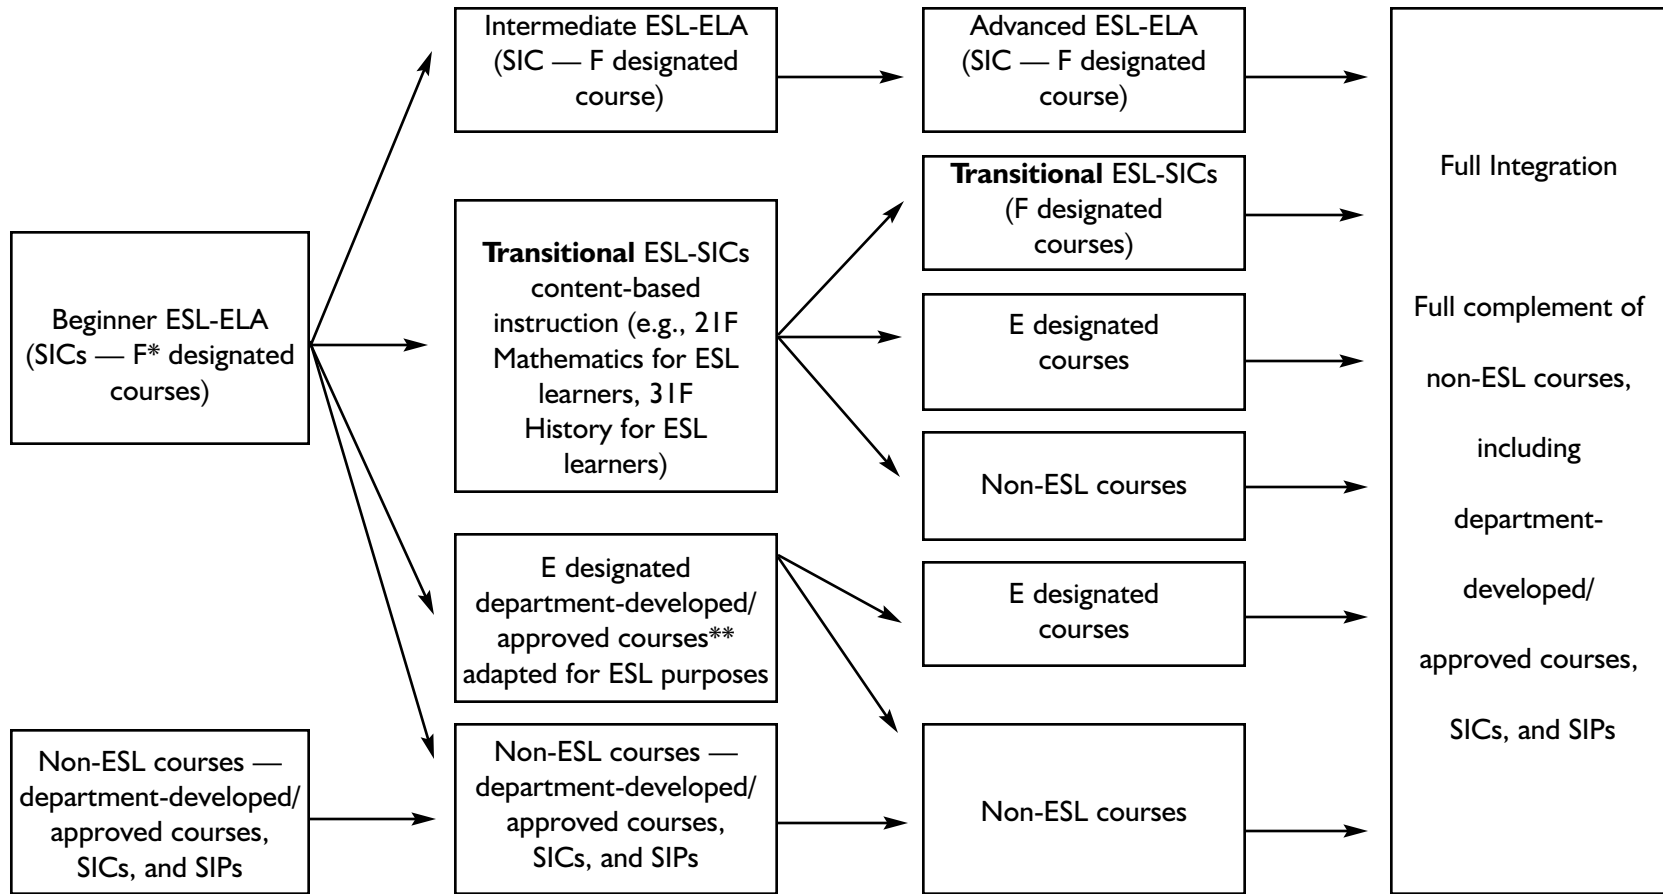 Beginner ESL-ELA
(SICs — F* designated
courses)
Non-ESL courses —
department-developed/
approved courses,
SICs, and SIPs
Intermediate ESL-ELA
(SIC — F designated
course)
Transitional ESL-SICs
content-based
instruction (e.g., 21F
Mathematics for ESL
learners, 31F
History for ESL
learners)
E designated
department-developed/
approved courses**
adapted for ESL purposes
Non-ESL courses —
department-developed/
approved courses,
SICs, and SIPs
Advanced ESL-ELA
(SIC — F designated
course)
Transitional ESL-SICs
(F designated
courses)
E designated
courses
Non-ESL courses
E designated
courses
Non-ESL courses
Full Integration
Full complement of
non-ESL courses,
including
department-
developed/
approved courses,
SICs, and SIPs